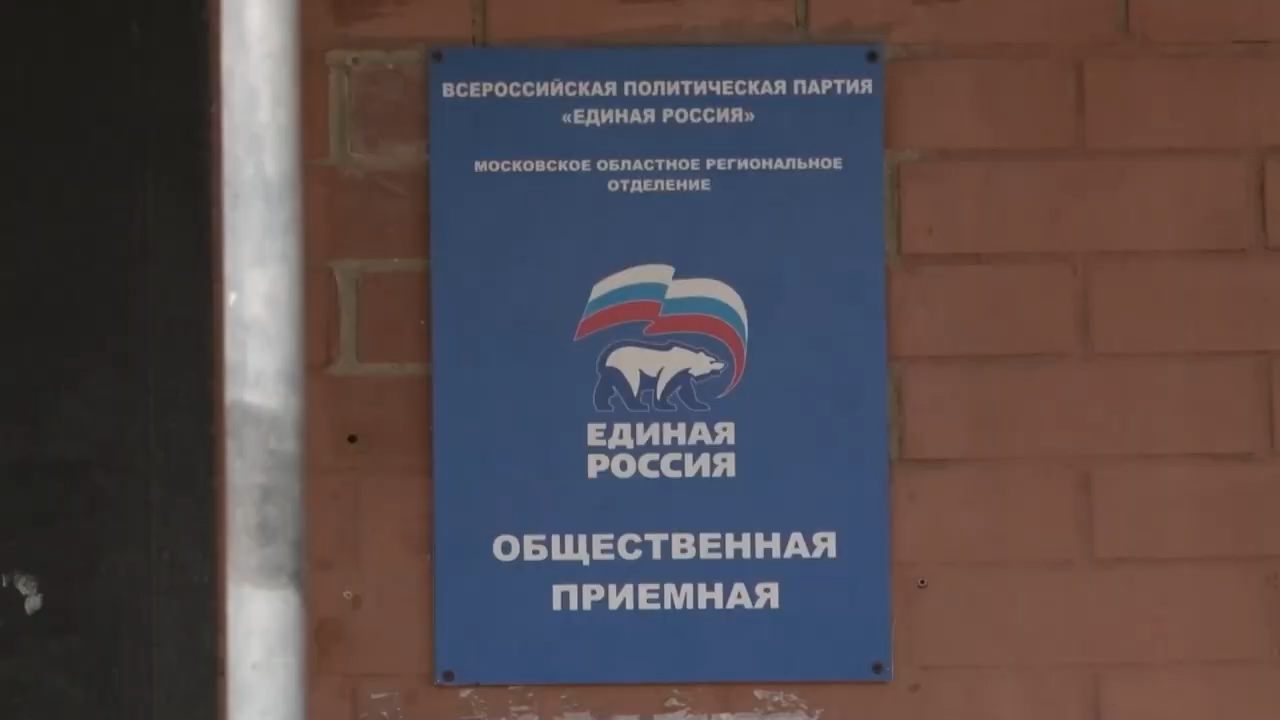 ВСЕРОССИЙСКАЯ ПОЛИТИЧЕСКАЯ ПАРТИЯ
«ЕДИНАЯ РОССИЯ»
МОСКОВСКОЕ ОБЛАСТНОЕ РЕГИОНАЛЬНОЕ
ОТДЕЛЕНИЕ
ЕДИНАЯ
РОССИЯ
ОБЩЕСТВЕННАЯ
ПРИЕМНАЯ